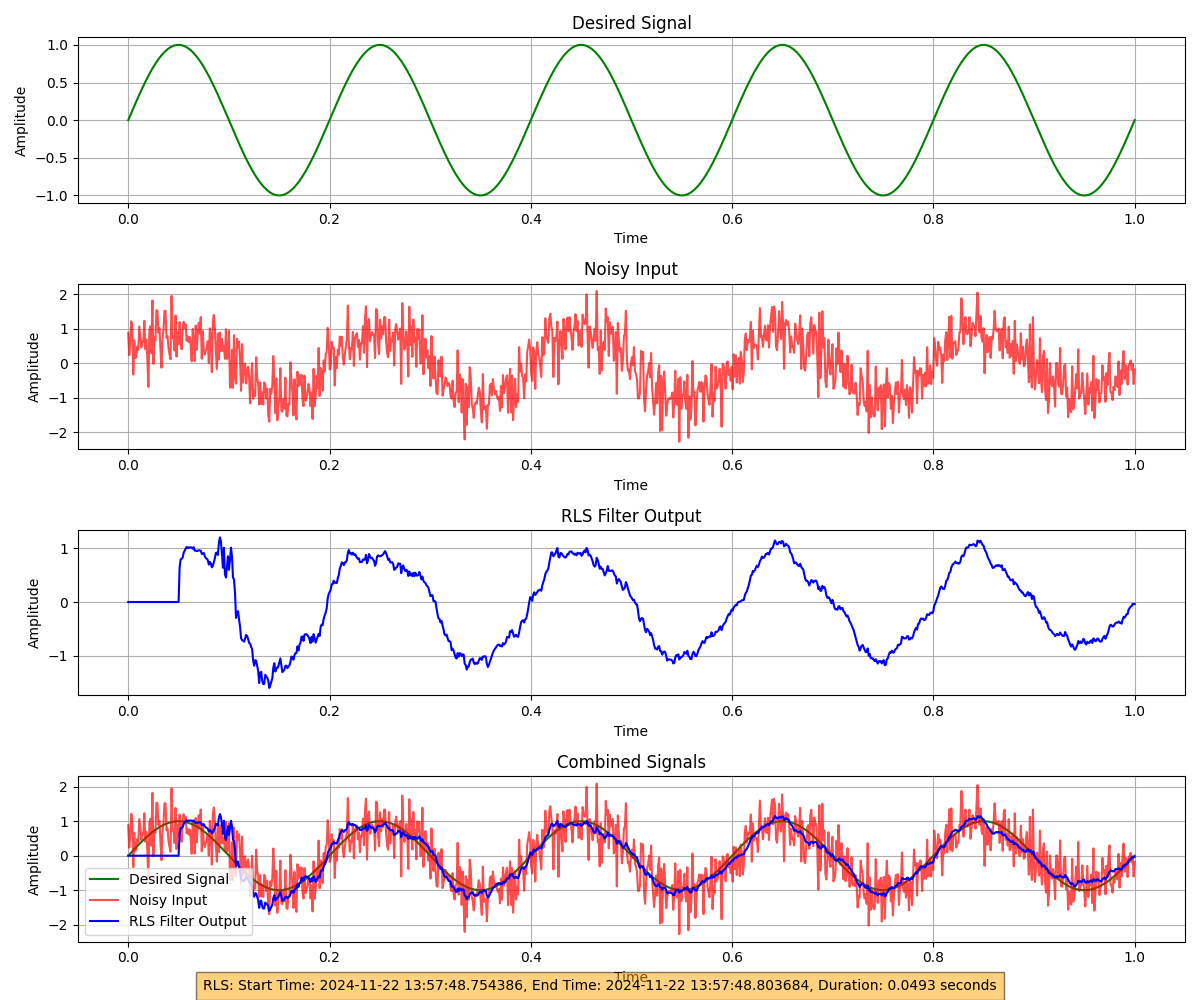 Desired Signal
1.0
0.5
0.0
−0.5
−1.0
Amplitude
0.0 0.2 0.4 0.6 0.8 1.0
Time
Noisy Input
2
1
0
−1
−2
Amplitude
0.0 0.2 0.4 0.6 0.8 1.0
Time
RLS Filter Output
1
0
−1
Amplitude
0.0 0.2 0.4 0.6 0.8 1.0
Time
Combined Signals
2
1
0
−1
−2
Amplitude
Desired Signal
Noisy Input
RLS Filter Output
0.0 0.2 0.4 0.6 0.8 1.0
Time
RLS: Start Time: 2024-11-22 13:57:48.754386, End Time: 2024-11-22 13:57:48.803684, Duration: 0.0493 seconds